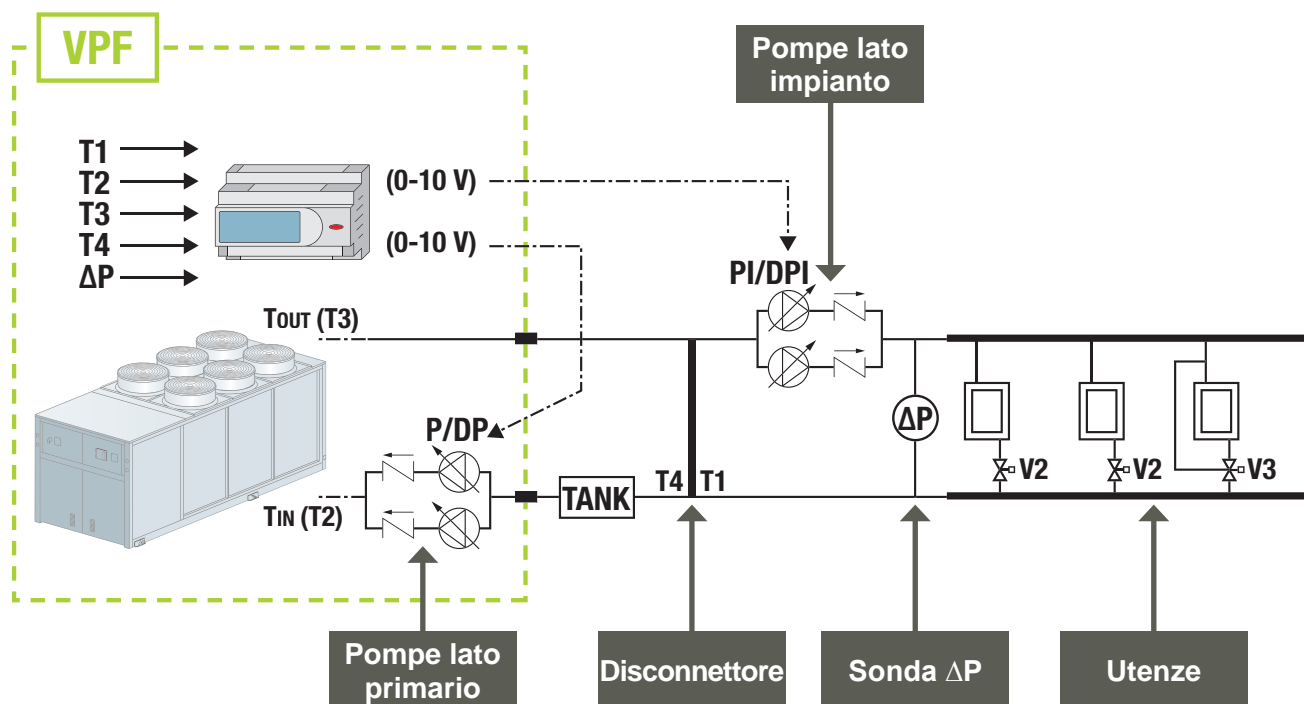 VPF
Pompe lato
impianto
T1
T2
T3
T4
ΔP
(0-10 V)
(0-10 V)
PI/DPI
TOUT (T3)
P/DP
TIN (T2)
TANK
T4
T1
ΔP
V2
V2
V3
Pompe lato
primario
Disconnettore
Sonda ΔP
Utenze